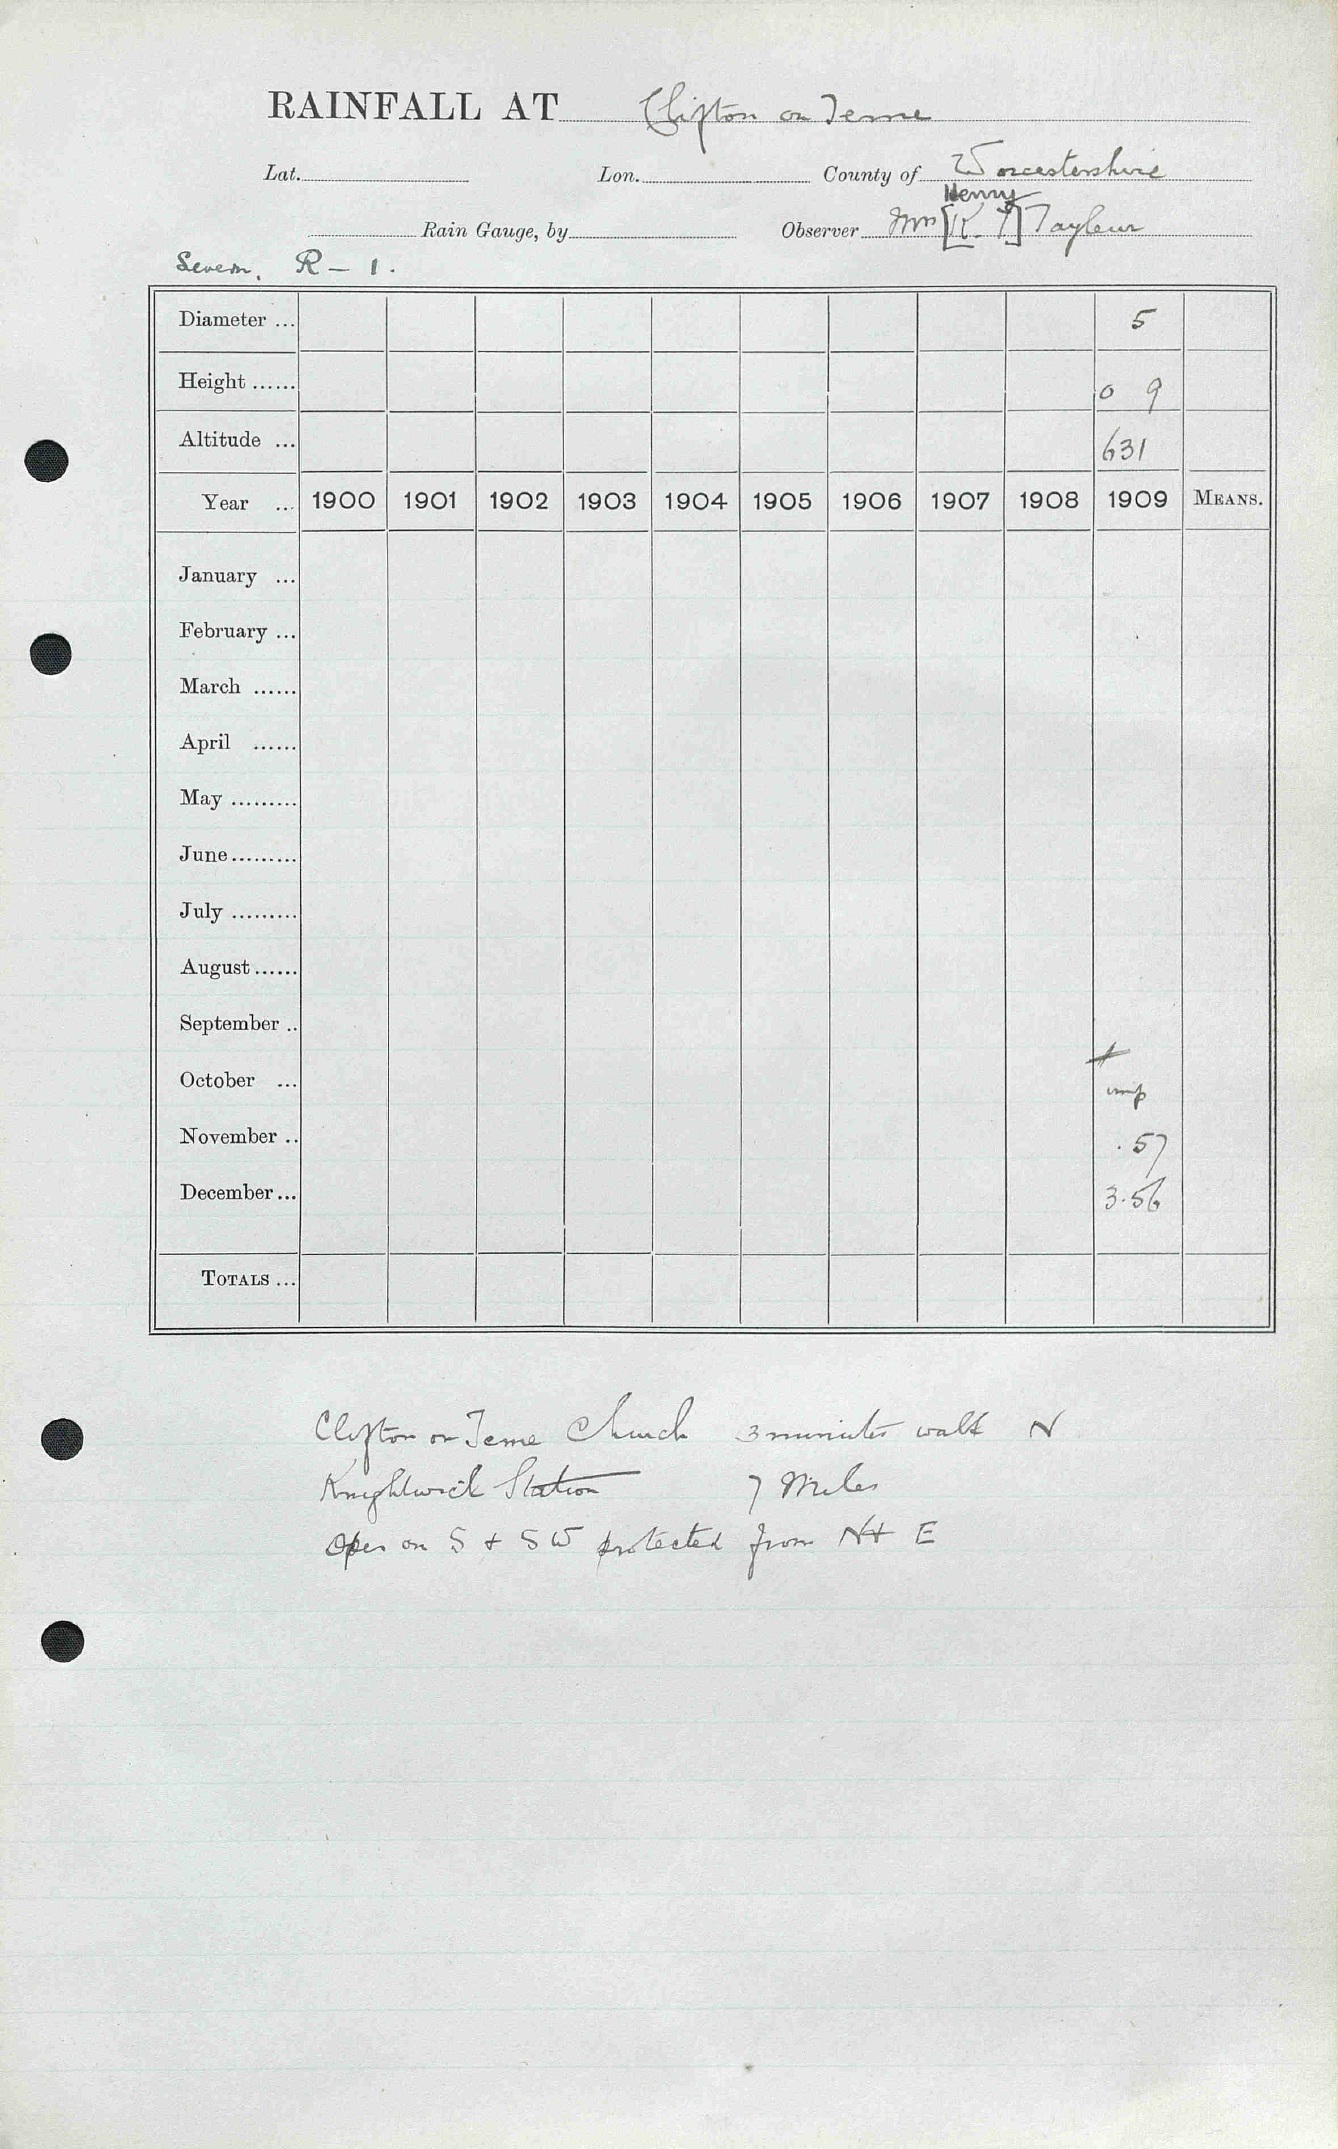 RAINFALL AT Clifton on Teme
Lat. Lon. County of Worcestershire
Henry
Rain Gauge, by Observer Mrs [K. T] Tayleur
Severn. R - 1.
Diameter ... 5
Height ...... 0 9
Altitude ... 631
Year ... 1900 1901 1902 1903 1904 1905 1906 1907 1908 1909 MEANS.
January ...
February ...
March ......
April ......
May .........
June .........
July .........
August ......
September ..
October ... imp
November .. .57
December ... 3.56
TOTALS ...
Clifton on Teme Church 3 minutes walk N
Knightwick Station 7 Miles
Open on S + SW protected from N + E